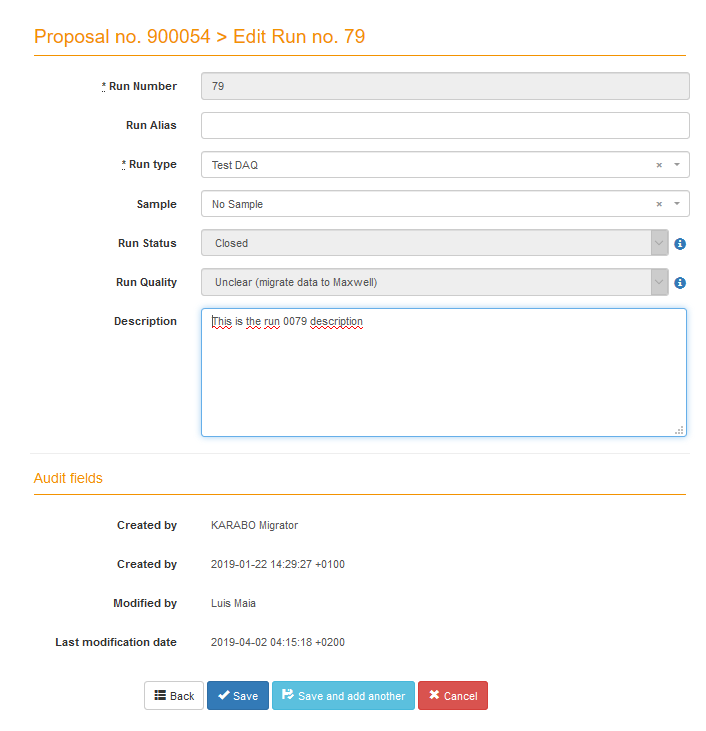 Proposal no. 900054 > Edit Run no. 79
* Run Number 79
Run Alias
* Run type Test DAQ × 
Sample No Sample ×
Run Status Closed
Run Quality Unclear (migrate data to Maxwell)
Description This is the run 0079 description
Audit fields
Created by KARABO Migrator
Created by 2019-01-22 14:29:27 +0100
Modified by Luis Maia
Last modification date 2019-04-02 04:15:18 +0200
Back Save Save and add another Cancel